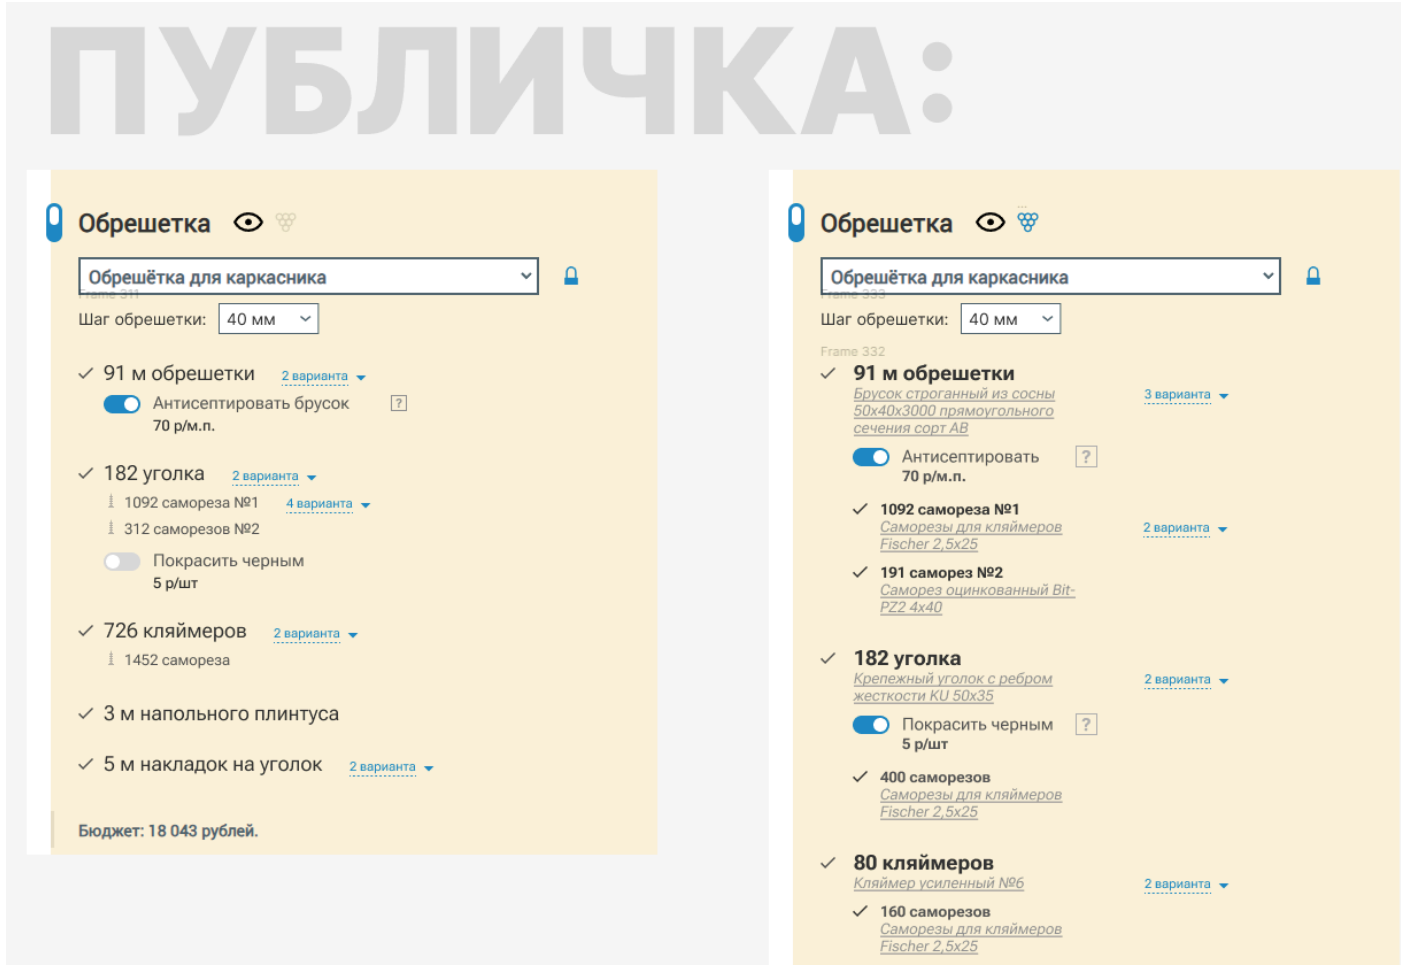 ПУБЛИЧКА:
Обрешетка
Обрешётка для каркасника
Frame 311
Шаг обрешетки: 40 мм
91 м обрешетки 2 варианта
Антисептировать брусок ?
70 р/м.п.
182 уголка 2 варианта
1092 самореза №1 4 варианта
312 саморезов №2
Покрасить черным
5 р/шт
726 кляймеров 2 варианта
1452 самореза
3 м напольного плинтуса
5 м накладок на уголок 2 варианта
Бюджет: 18 043 рублей.
...
Обрешетка
Обрешётка для каркасника
Frame 333
Шаг обрешетки: 40 мм
Frame 332
91 м обрешетки
Брусок строганный из сосны 3 варианта
50х40х3000 прямоугольного
сечения сорт АВ
Антисептировать ?
70 р/м.п.
1092 самореза №1
Саморезы для кляймеров 2 варианта
Fischer 2,5x25
191 саморез №2
Саморез оцинкованный Bit-
PZ2 4x40
182 уголка
Крепежный уголок с ребром 2 варианта
жесткости KU 50x35
Покрасить черным ?
5 р/шт
400 саморезов
Саморезы для кляймеров
Fischer 2,5x25
80 кляймеров
Кляймер усиленный №6 2 варианта
160 саморезов
Саморезы для кляймеров
Fischer 2,5x25